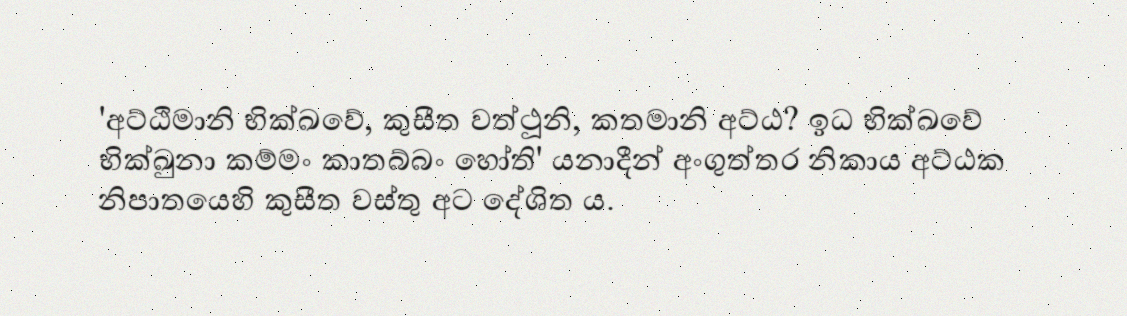 'අට්ඨිමානි භික්ඛවේ, කුසීත වත්ථූනි, කතමානි අට්ඨ? ඉධ භික්ඛවේ
භික්ඛුනා කම්මං කාතබ්බං හෝති' යනාදීන් අංගුත්තර නිකාය අට්ඨක
නිපාතයෙහි කුසීත වස්තු අට දේශිත ය.